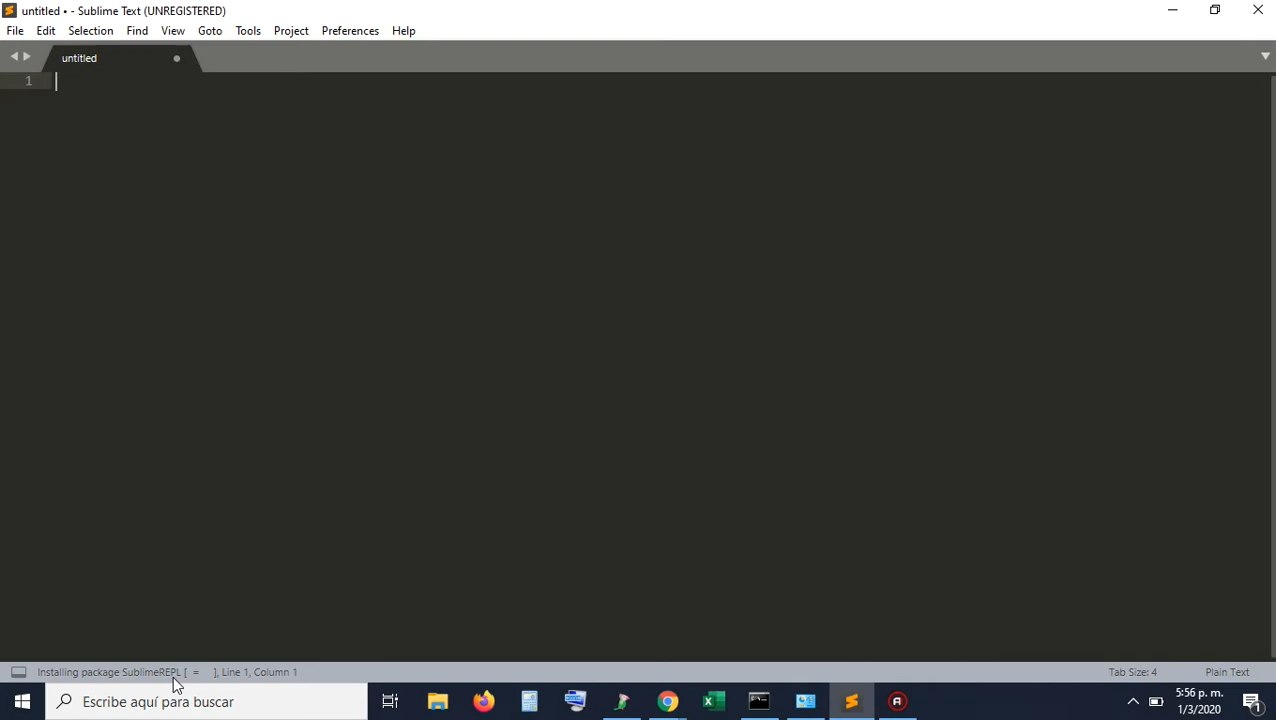 untitled • - Sublime Text (UNREGISTERED)
File Edit Selection Find View Goto Tools Project Preferences Help
untitled
1
Installing package SublimeREPL [ = ], Line 1, Column 1
Tab Size: 4
Plain Text
Escribe aquí para buscar
5:56 p. m.
1/3/2020
1